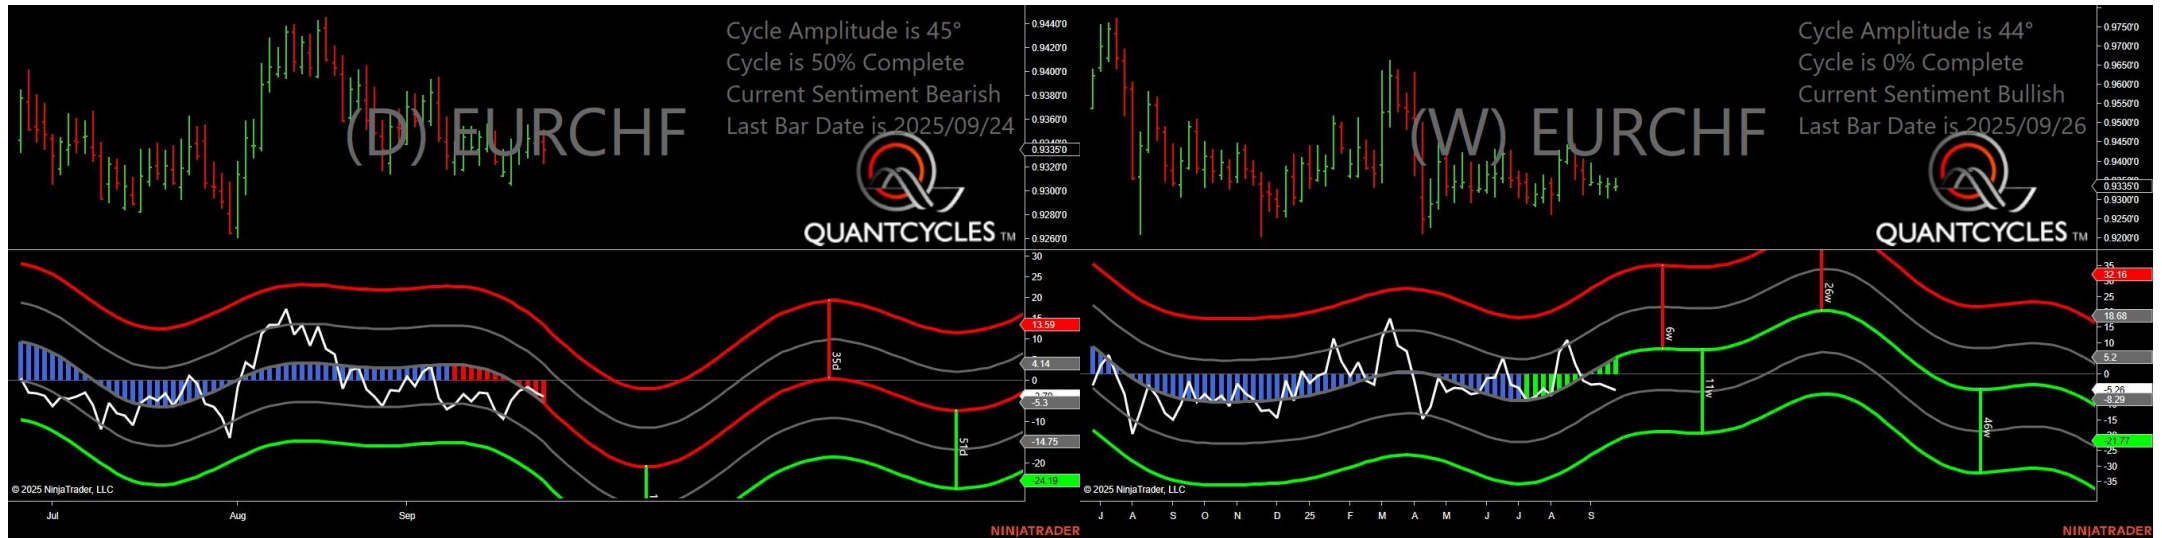 Cycle Amplitude is 45°
Cycle is 50% Complete
Current Sentiment Bearish
Last Bar Date is 2025/09/24
(D) EURCHF
QUANTCYCLES TM
0.9440'0
0.9420'0
0.9400'0
0.9380'0
0.9360'0
0.9335'0
0.9320'0
0.9300'0
0.9280'0
0.9260'0
30
25
20
13.59
10
4.14
0
-5.3
-10
-14.75
-20
-24.19
35d
51d
1
© 2025 NinjaTrader, LLC
Jul
Aug
Sep
NINJATRADER
Cycle Amplitude is 44°
Cycle is 0% Complete
Current Sentiment Bullish
Last Bar Date is 2025/09/26
(W) EURCHF
QUANTCYCLES TM
0.9750'0
0.9700'0
0.9650'0
0.9600'0
0.9550'0
0.9500'0
0.9450'0
0.9400'0
0.9335'0
0.9300'0
0.9250'0
0.9200'0
35
32.16
30
25
18.68
15
10
5.2
0
-5.26
-8.29
-15
-21.77
-25
-30
-35
6w
11w
26w
46w
© 2025 NinjaTrader, LLC
J
A
S
O
N
D
25
F
M
A
M
J
J
A
S
NINJATRADER